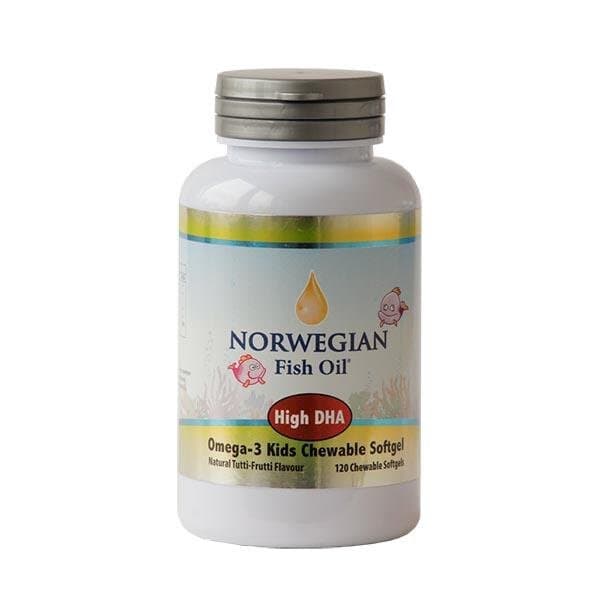 NORWEGIAN
Fish Oil®
High DHA
Omega-3 Kids Chewable Softgel
Natural Tutti-Frutti Flavour
120 Chewable Softgels